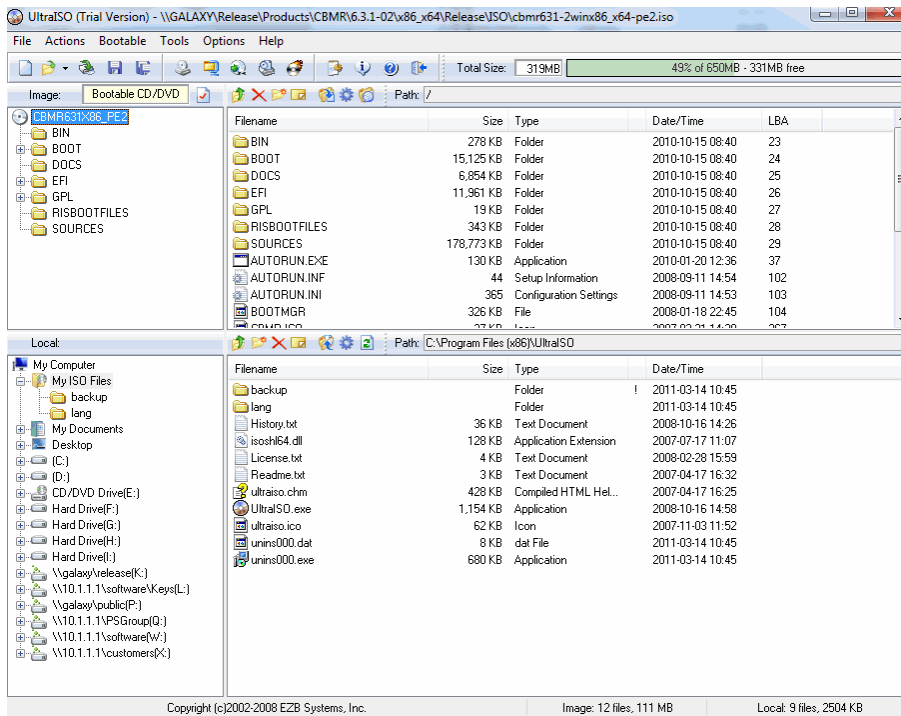 UltraISO (Trial Version) - \\GALAXY\Release\Products\CBMR\6.3.1-02\x86_x64\Release\ISO\cbmr631-2winx86_x64-pe2.iso
File Actions Bootable Tools Options Help
Total Size: 319MB 49% of 650MB - 331MB free
Image: Bootable CD/DVD Path: /
CBMR631X86_PE2
BIN
BOOT
DOCS
EFI
GPL
RISBOOTFILES
SOURCES
Filename Size Type Date/Time LBA
BIN 278 KB Folder 2010-10-15 08:40 23
BOOT 15,125 KB Folder 2010-10-15 08:40 24
DOCS 6,854 KB Folder 2010-10-15 08:40 25
EFI 11,961 KB Folder 2010-10-15 08:40 26
GPL 19 KB Folder 2010-10-15 08:40 27
RISBOOTFILES 343 KB Folder 2010-10-15 08:40 28
SOURCES 178,773 KB Folder 2010-10-15 08:40 29
AUTORUN.EXE 130 KB Application 2010-01-20 12:36 37
AUTORUN.INF 44 Setup Information 2008-09-11 14:54 102
AUTORUN.INI 365 Configuration Settings 2008-09-11 14:53 103
BOOTMGR 326 KB File 2008-01-18 22:45 104
Local: Path: C:\Program Files (x86)\UltraISO
My Computer
My ISO Files
backup
lang
My Documents
Desktop
(C:)
(D:)
CD/DVD Drive(E:)
Hard Drive(F:)
Hard Drive(G:)
Hard Drive(H:)
Hard Drive(I:)
\\galaxy\release(K:)
\\10.1.1.1\software\Keys(L:)
\\galaxy\public(P:)
\\10.1.1.1\PSGroup(Q:)
\\10.1.1.1\software(W:)
\\10.1.1.1\customers(X:)
Filename Size Type Date/Time
backup Folder ! 2011-03-14 10:45
lang Folder 2011-03-14 10:45
History.txt 36 KB Text Document 2008-10-16 14:26
isoshl64.dll 128 KB Application Extension 2007-07-17 11:07
License.txt 4 KB Text Document 2008-02-28 15:59
Readme.txt 3 KB Text Document 2007-04-17 16:32
ultraiso.chm 428 KB Compiled HTML Hel... 2007-04-17 16:25
UltraISO.exe 1,154 KB Application 2008-10-16 14:58
ultraiso.ico 62 KB Icon 2007-11-03 11:52
unins000.dat 8 KB dat File 2011-03-14 10:45
unins000.exe 680 KB Application 2011-03-14 10:45
Copyright (c)2002-2008 EZB Systems, Inc. Image: 12 files, 111 MB Local: 9 files, 2504 KB